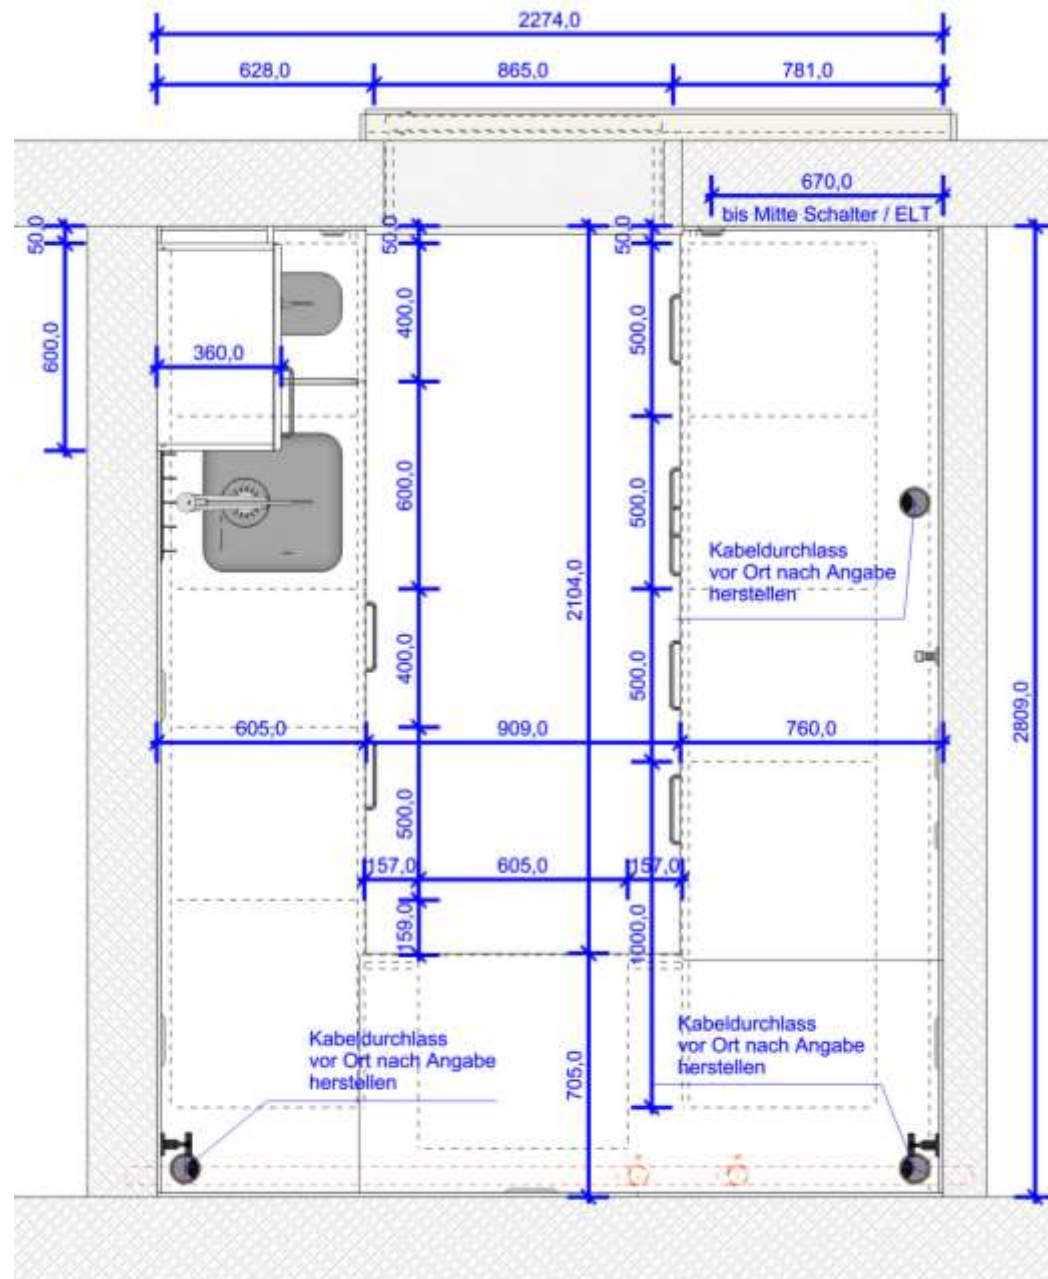 2274,0
628,0
865,0
781,0
670,0
bis Mitte Schalter / ELT
50,0
50,0
50,0
600,0
360,0
400,0
500,0
600,0
500,0
Kabeldurchlass
vor Ort nach Angabe
herstellen
2104,0
400,0
500,0
2809,0
605,0
909,0
760,0
500,0
157,0
605,0
157,0
159,0
1000,0
Kabeldurchlass
vor Ort nach Angabe
herstellen
705,0
Kabeldurchlass
vor Ort nach Angabe
herstellen